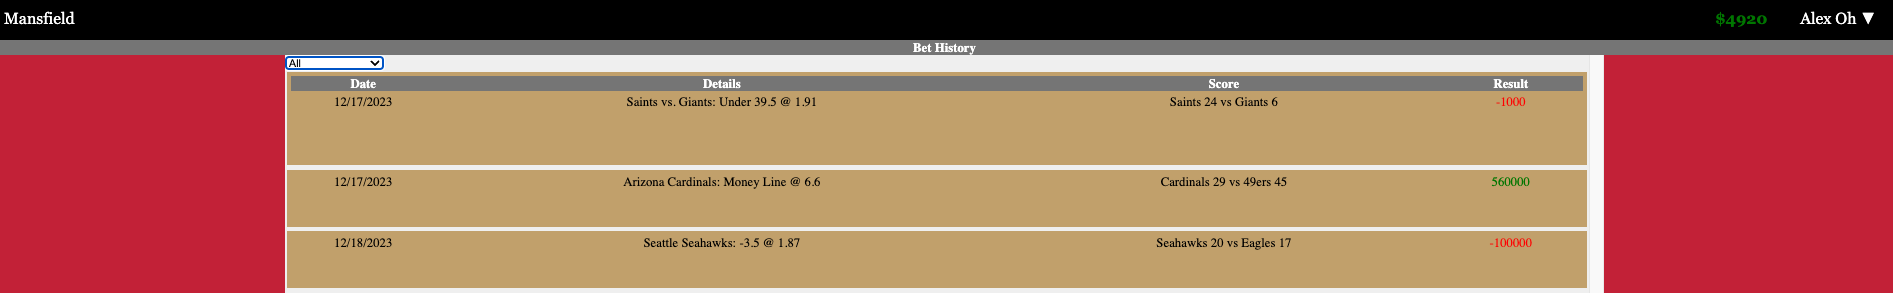 Mansfield $4920 Alex Oh ▼
Bet History
All
Date Details Score Result
12/17/2023 Saints vs. Giants: Under 39.5 @ 1.91 Saints 24 vs Giants 6 -1000
12/17/2023 Arizona Cardinals: Money Line @ 6.6 Cardinals 29 vs 49ers 45 560000
12/18/2023 Seattle Seahawks: -3.5 @ 1.87 Seahawks 20 vs Eagles 17 -100000